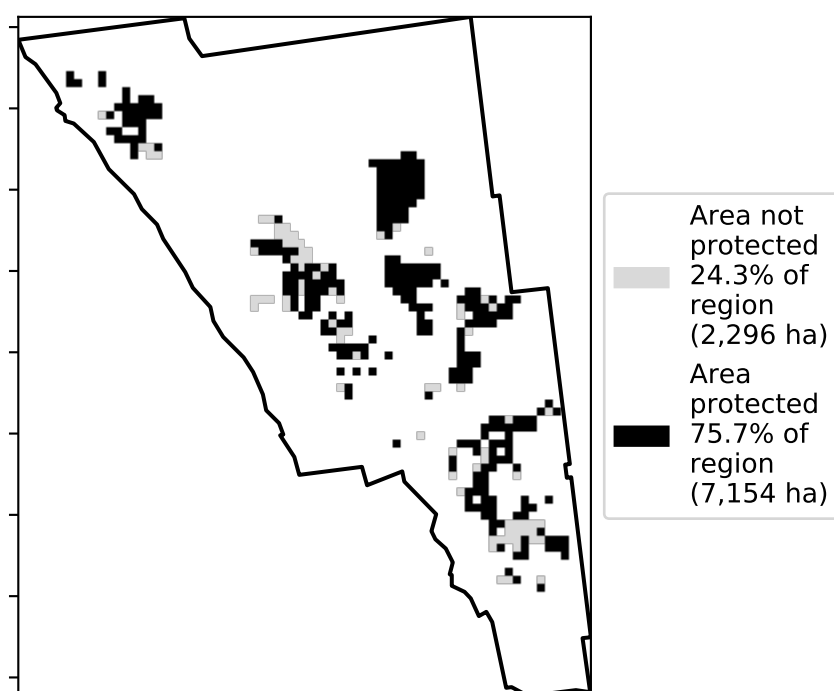 Area not
protected
24.3% of
region
(2,296 ha)
Area
protected
75.7% of
region
(7,154 ha)